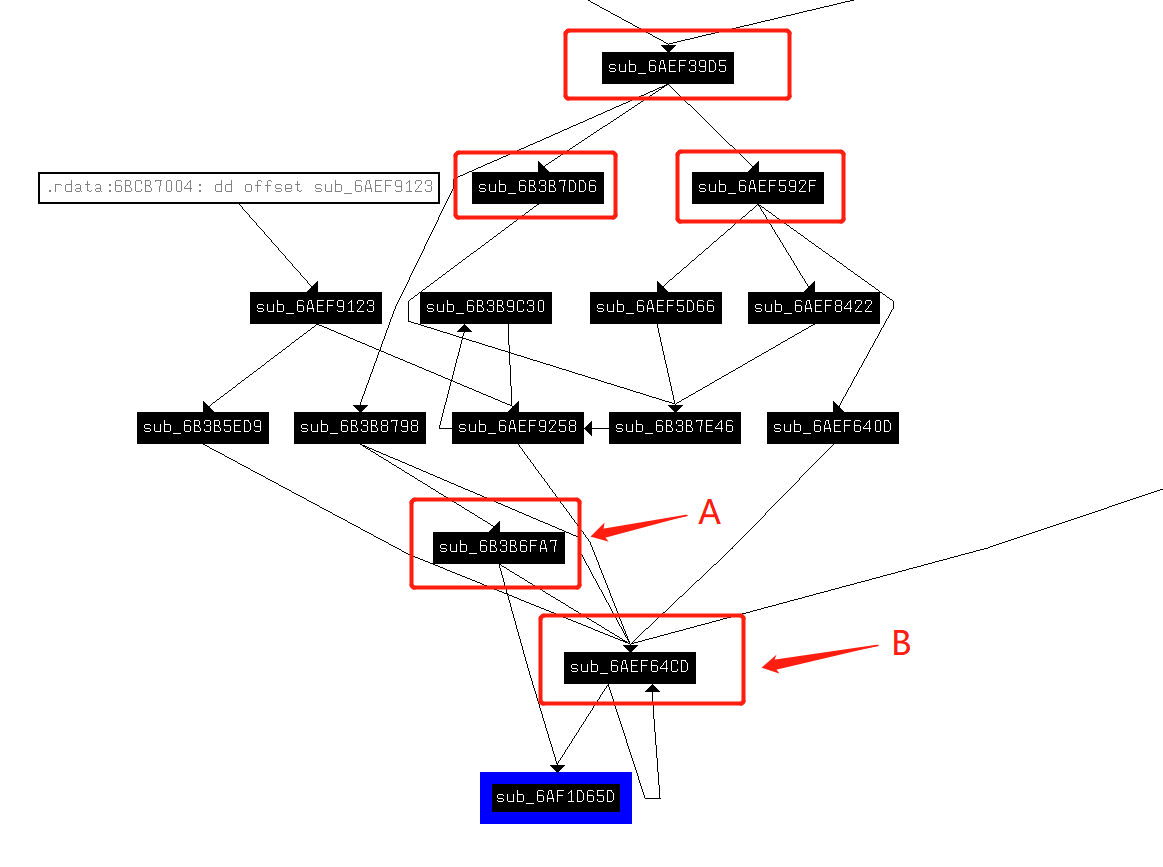 sub_6AEF39D5
.rdata:6BCB7004: dd offset sub_6AEF9123
sub_6B3B7DD6
sub_6AEF592F
sub_6AEF9123
sub_6B3B9C30
sub_6AEF5D66
sub_6AEF8422
sub_6B3B5ED9
sub_6B3B8798
sub_6AEF9258
sub_6B3B7E46
sub_6AEF640D
A
sub_6B3B6FA7
B
sub_6AEF64CD
sub_6AF1D65D